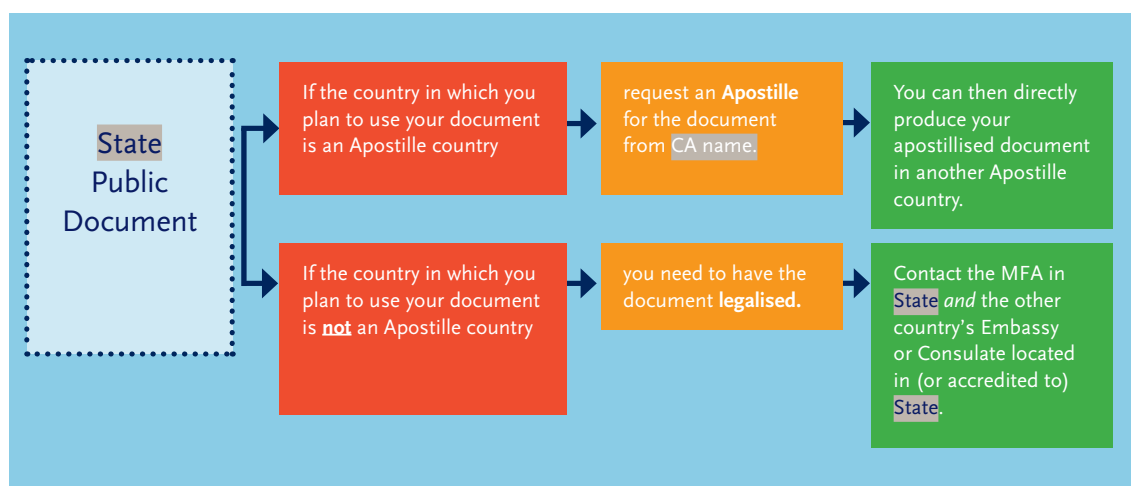 State
Public
Document
If the country in which you
plan to use your document
is an Apostille country
request an Apostille
for the document
from CA name.
You can then directly
produce your
apostillised document
in another Apostille
country.
If the country in which you
plan to use your document
is not an Apostille country
you need to have the
document legalised.
Contact the MFA in
State and the other
country’s Embassy
or Consulate located
in (or accredited to)
State.